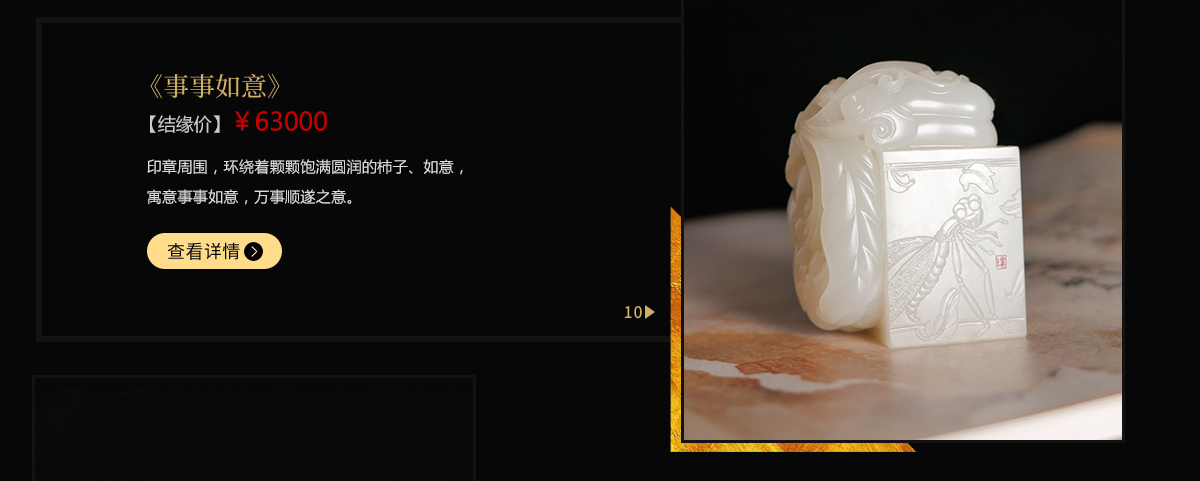 《事事如意》
【结缘价】¥63000
印章周围，环绕着颗颗饱满圆润的柿子、如意，
寓意事事如意，万事顺遂之意。
查看详情
10